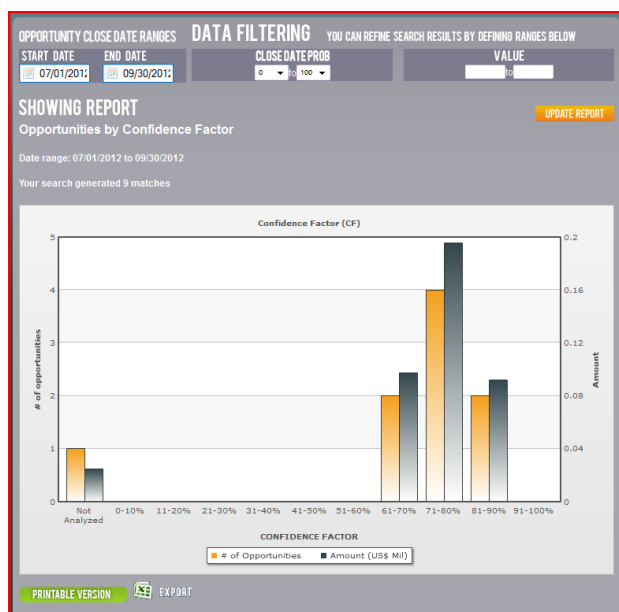 OPPORTUNITY CLOSE DATE RANGES DATA FILTERING YOU CAN REFINE SEARCH RESULTS BY DEFINING RANGES BELOW
START DATE END DATE CLOSE DATE PROB VALUE
07/01/2012 09/30/2012 0 to 100 to
SHOWING REPORT
UPDATE REPORT
Opportunities by Confidence Factor
Date range: 07/01/2012 to 09/30/2012
Your search generated 9 matches
Confidence Factor (CF)
5 0.2
4 0.16
3 0.12
2 0.08
1 0.04
0 0
# of opportunities
Amount
Not Analyzed 0-10% 11-20% 21-30% 31-40% 41-50% 51-60% 61-70% 71-80% 81-90% 91-100%
CONFIDENCE FACTOR
# of Opportunities Amount (US$ Mil)
PRINTABLE VERSION EXPORT